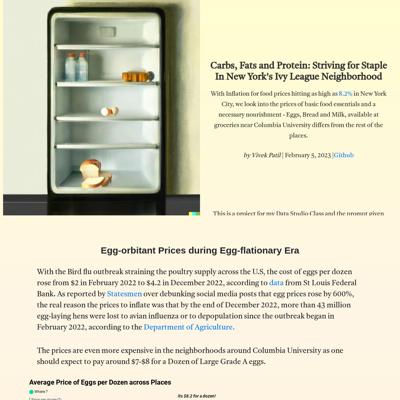 Carbs, Fats and Protein: Striving for Staple
In New York's Ivy League Neighborhood
With Inflation for food prices hitting as high as 8.2% in New York
City, we look into the prices of basic food essentials and a
necessary nourishment - Eggs, Bread and Milk, available at
groceries near Columbia University differs from the rest of the
places.
by Vivek Patil | February 5, 2023 |Github
This is a project for my Data Studio Class and the prompt given
Egg-orbitant Prices during Egg-flationary Era
With the Bird flu outbreak straining the poultry supply across the U.S, the cost of eggs per dozen
rose from $2 in February 2022 to $4.2 in December 2022, according to data from St Louis Federal
Bank. As reported by Statesmen over debunking social media posts that egg prices rose by 600%,
the real reason the prices to inflate was that by the end of December 2022, more than 43 million
egg-laying hens were lost to avian influenza or to depopulation since the outbreak began in
February 2022, according to the Department of Agriculture.
The prices are even more expensive in the neighborhoods around Columbia University as one
should expect to pay around $7-$8 for a Dozen of Large Grade A eggs.
Average Price of Eggs per Dozen across Places
Its $8.2 for a dozen!